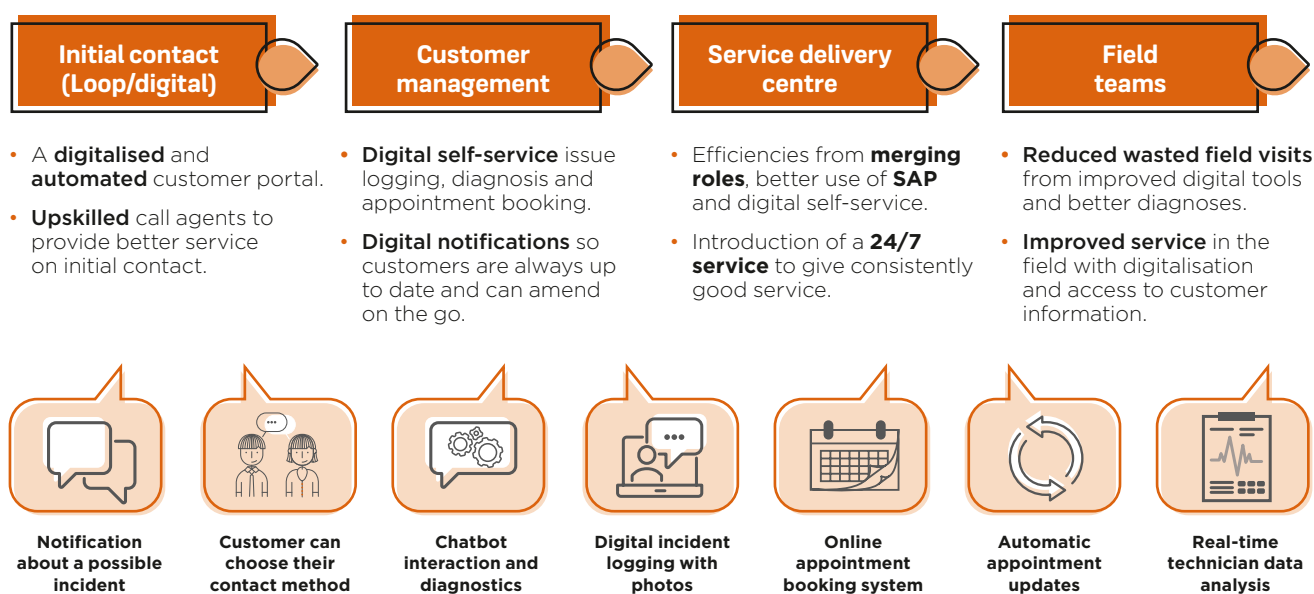 Initial contact
(Loop/digital)
Customer
management
Service delivery
centre
Field
teams
• A digitalised and
automated customer portal.
• Upskilled call agents to
provide better service
on initial contact.
• Digital self-service issue
logging, diagnosis and
appointment booking.
• Digital notifications so
customers are always up
to date and can amend
on the go.
• Efficiencies from merging
roles, better use of SAP
and digital self-service.
• Introduction of a 24/7
service to give consistently
good service.
• Reduced wasted field visits
from improved digital tools
and better diagnoses.
• Improved service in the
field with digitalisation
and access to customer
information.
Notification
about a possible
incident
Customer can
choose their
contact method
Chatbot
interaction and
diagnostics
Digital incident
logging with
photos
Online
appointment
booking system
Automatic
appointment
updates
Real-time
technician data
analysis